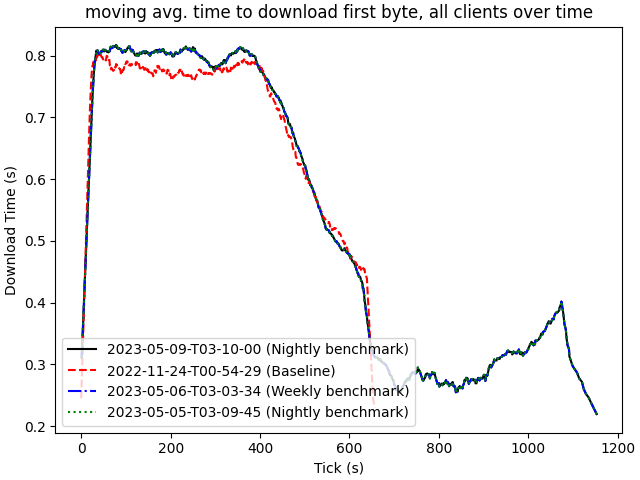 moving avg. time to download first byte, all clients over time
Download Time (s)
0.8
0.7
0.6
0.5
0.4
0.3
0.2
2023-05-09-T03-10-00 (Nightly benchmark)
2022-11-24-T00-54-29 (Baseline)
2023-05-06-T03-03-34 (Weekly benchmark)
2023-05-05-T03-09-45 (Nightly benchmark)
0 200 400 600 800 1000 1200
Tick (s)